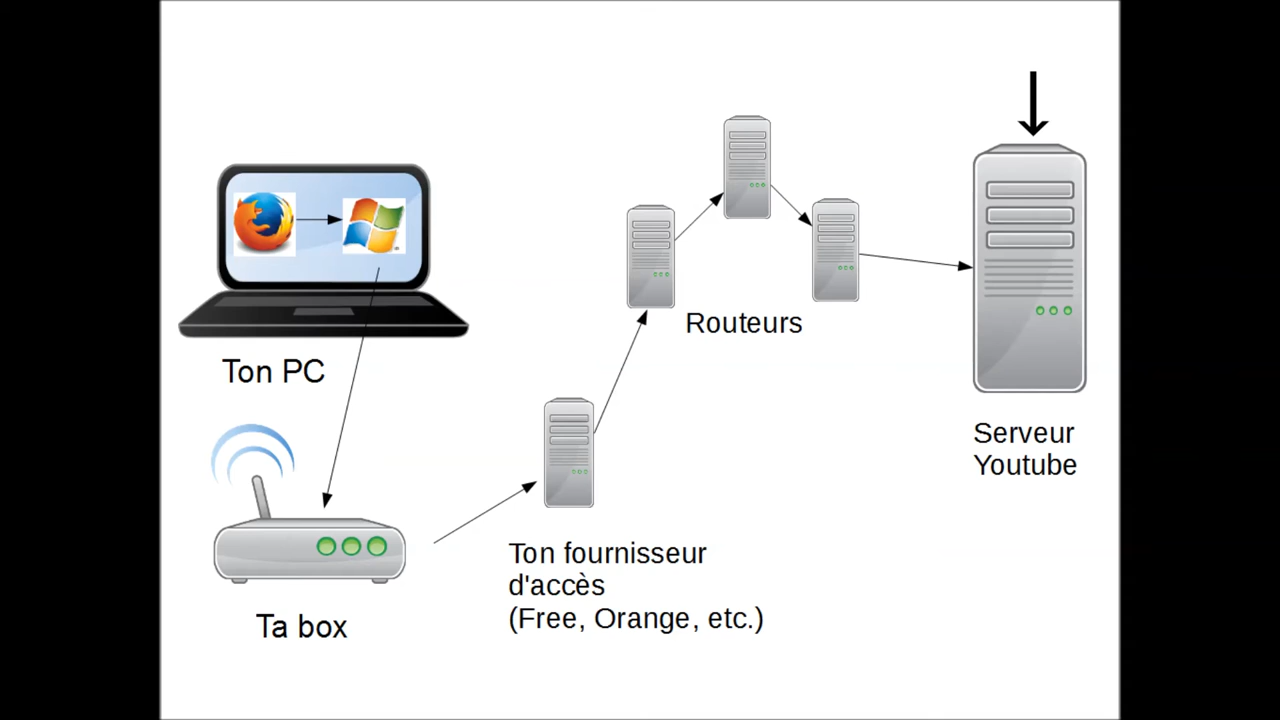 Routeurs
Ton PC
Serveur
Youtube
Ton fournisseur
d'accès
(Free, Orange, etc.)
Ta box